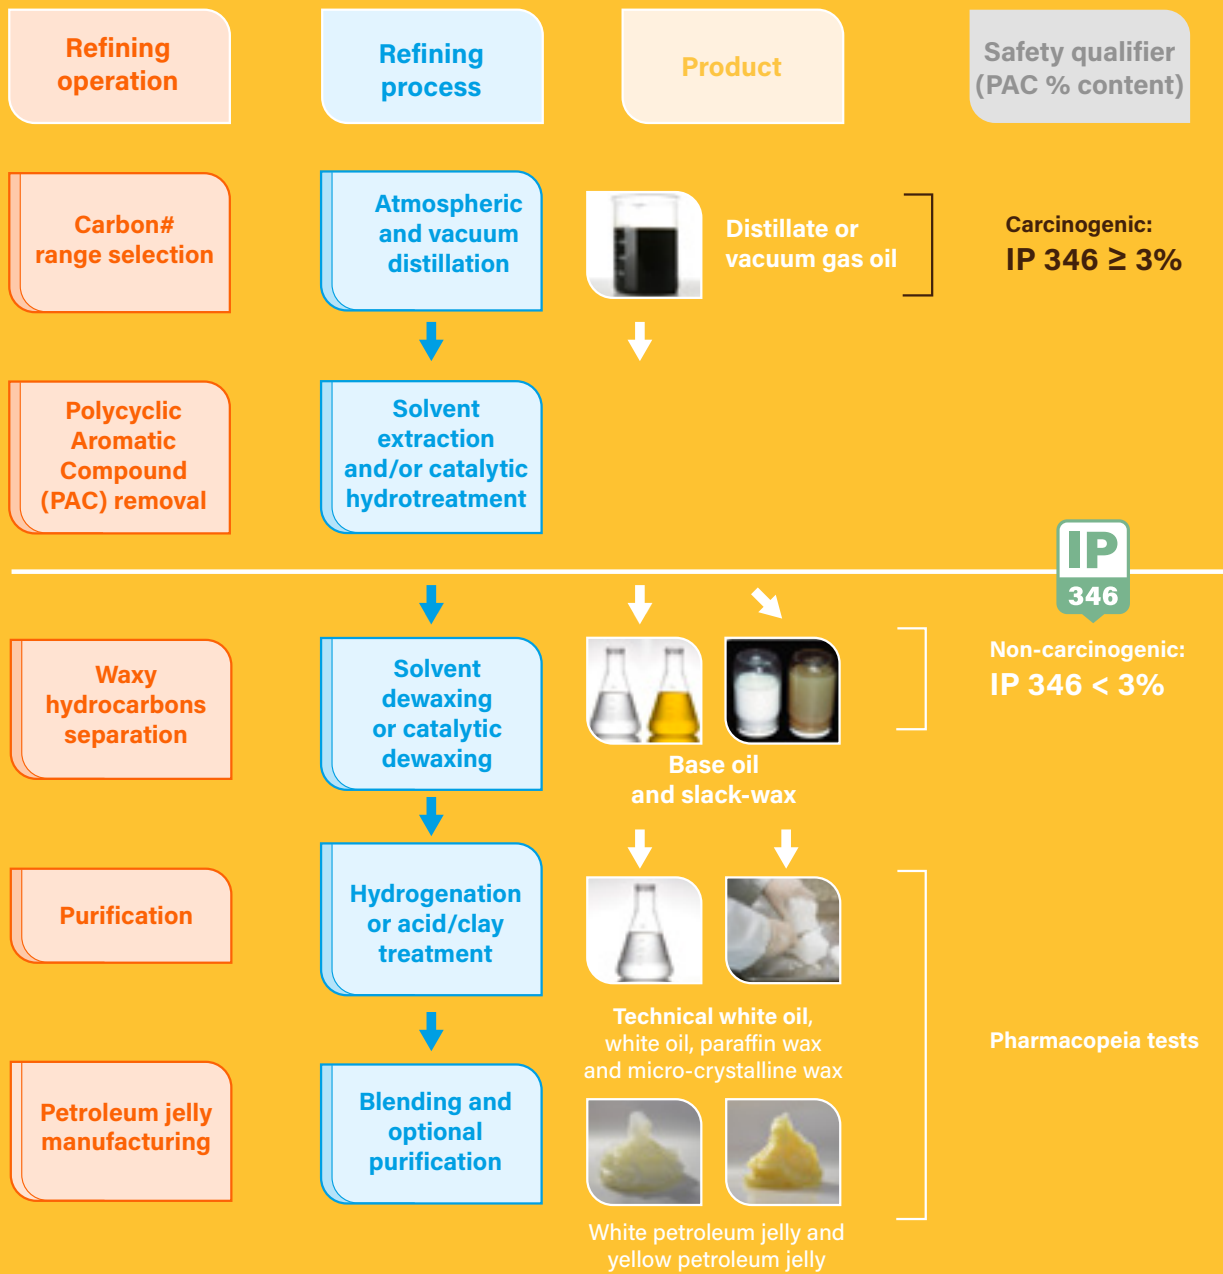 Refining
operation
Refining
process
Product
Safety qualifier
(PAC % content)
Carbon#
range selection
Atmospheric
and vacuum
distillation
Distillate or
vacuum gas oil
Carcinogenic:
IP 346 ≥ 3%
Polycyclic
Aromatic
Compound
(PAC) removal
Solvent
extraction
and/or catalytic
hydrotreatment
IP
346
Waxy
hydrocarbons
separation
Solvent
dewaxing
or catalytic
dewaxing
Base oil
and slack-wax
Non-carcinogenic:
IP 346 < 3%
Purification
Hydrogenation
or acid/clay
treatment
Technical white oil,
white oil, paraffin wax
and micro-crystalline wax
Pharmacopeia tests
Petroleum jelly
manufacturing
Blending and
optional
purification
White petroleum jelly and
yellow petroleum jelly